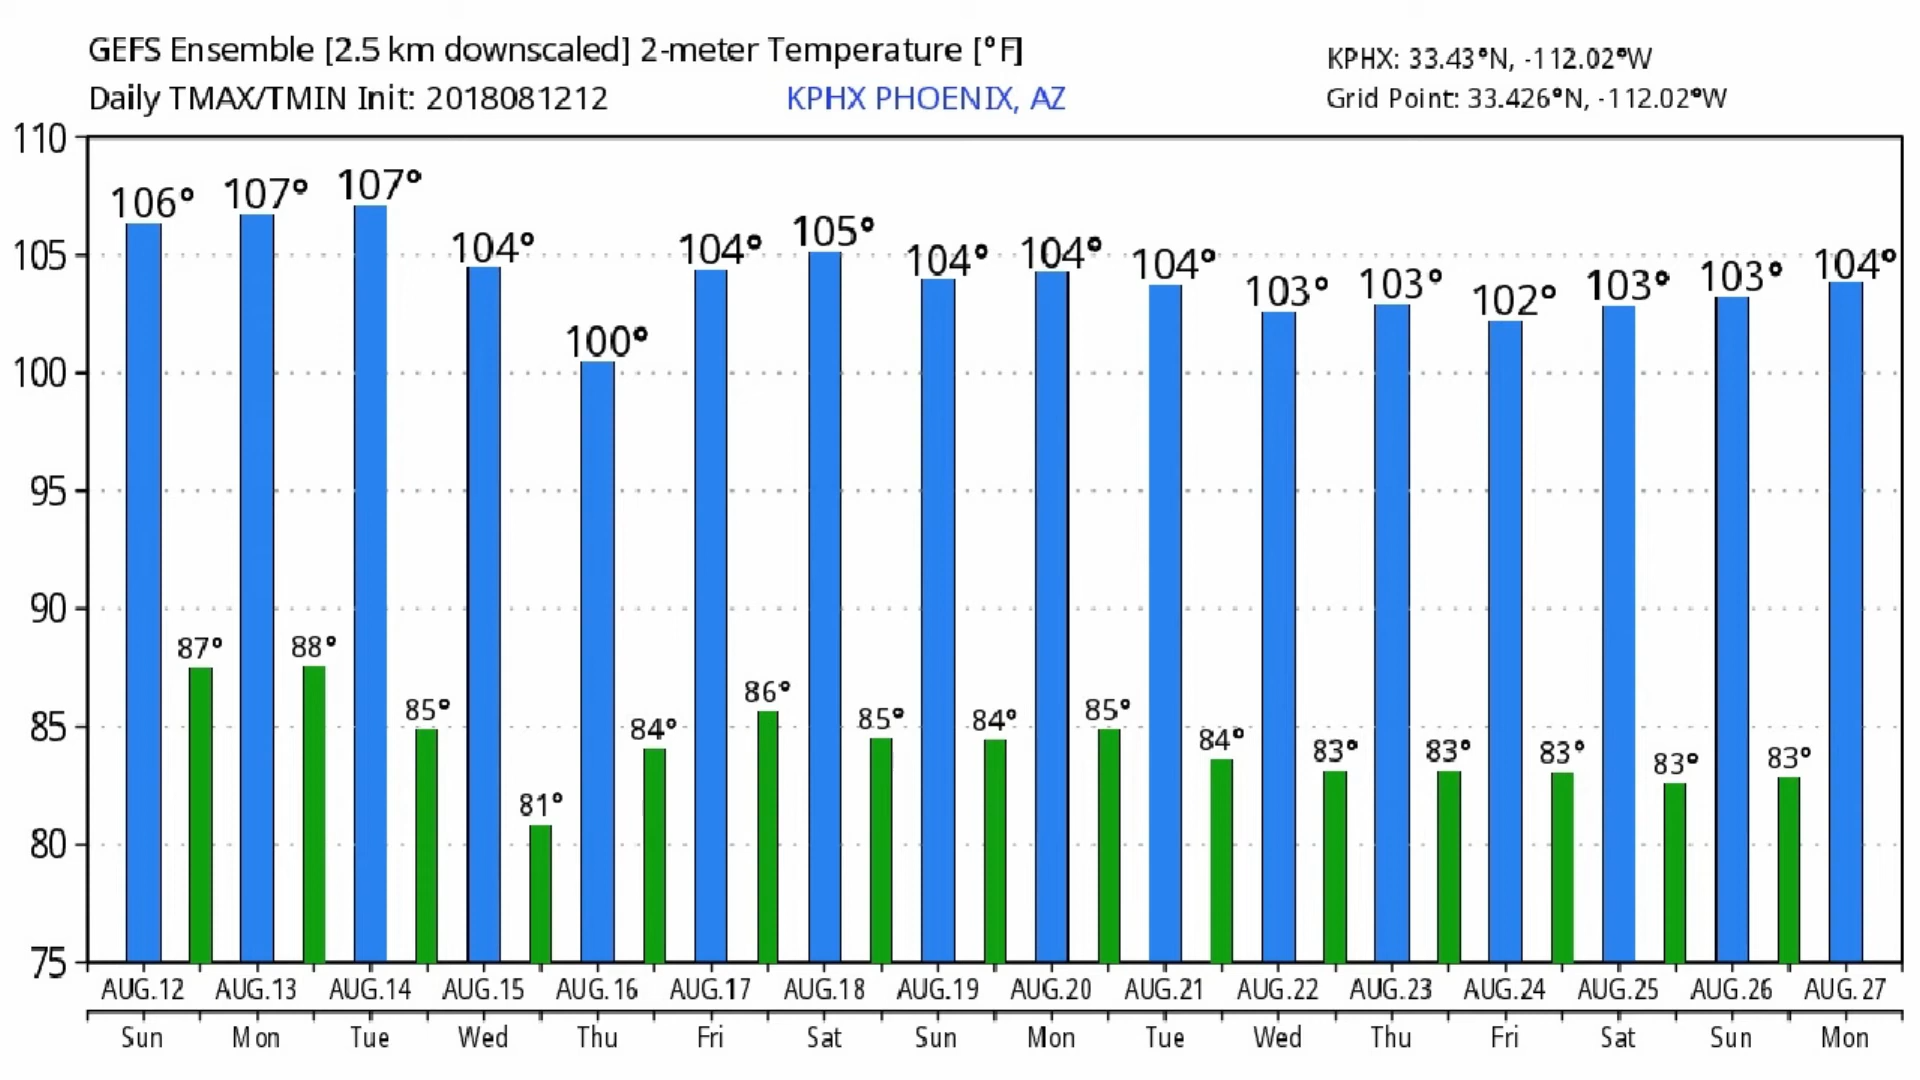 GEFS Ensemble [2.5 km downscaled] 2-meter Temperature [°F]
KPHX: 33.43°N, -112.02°W
Daily TMAX/TMIN Init: 2018081212
KPHX PHOENIX, AZ
Grid Point: 33.426°N, -112.02°W
110
105
100
95
90
85
80
75
106° 107° 107° 104° 100° 104° 105° 104° 104° 104° 103° 103° 102° 103° 103° 104°
87° 88° 85° 81° 84° 86° 85° 84° 85° 84° 83° 83° 83° 83° 83°
AUG.12 AUG.13 AUG.14 AUG.15 AUG.16 AUG.17 AUG.18 AUG.19 AUG.20 AUG.21 AUG.22 AUG.23 AUG.24 AUG.25 AUG.26 AUG.27
Sun Mon Tue Wed Thu Fri Sat Sun Mon Tue Wed Thu Fri Sat Sun Mon